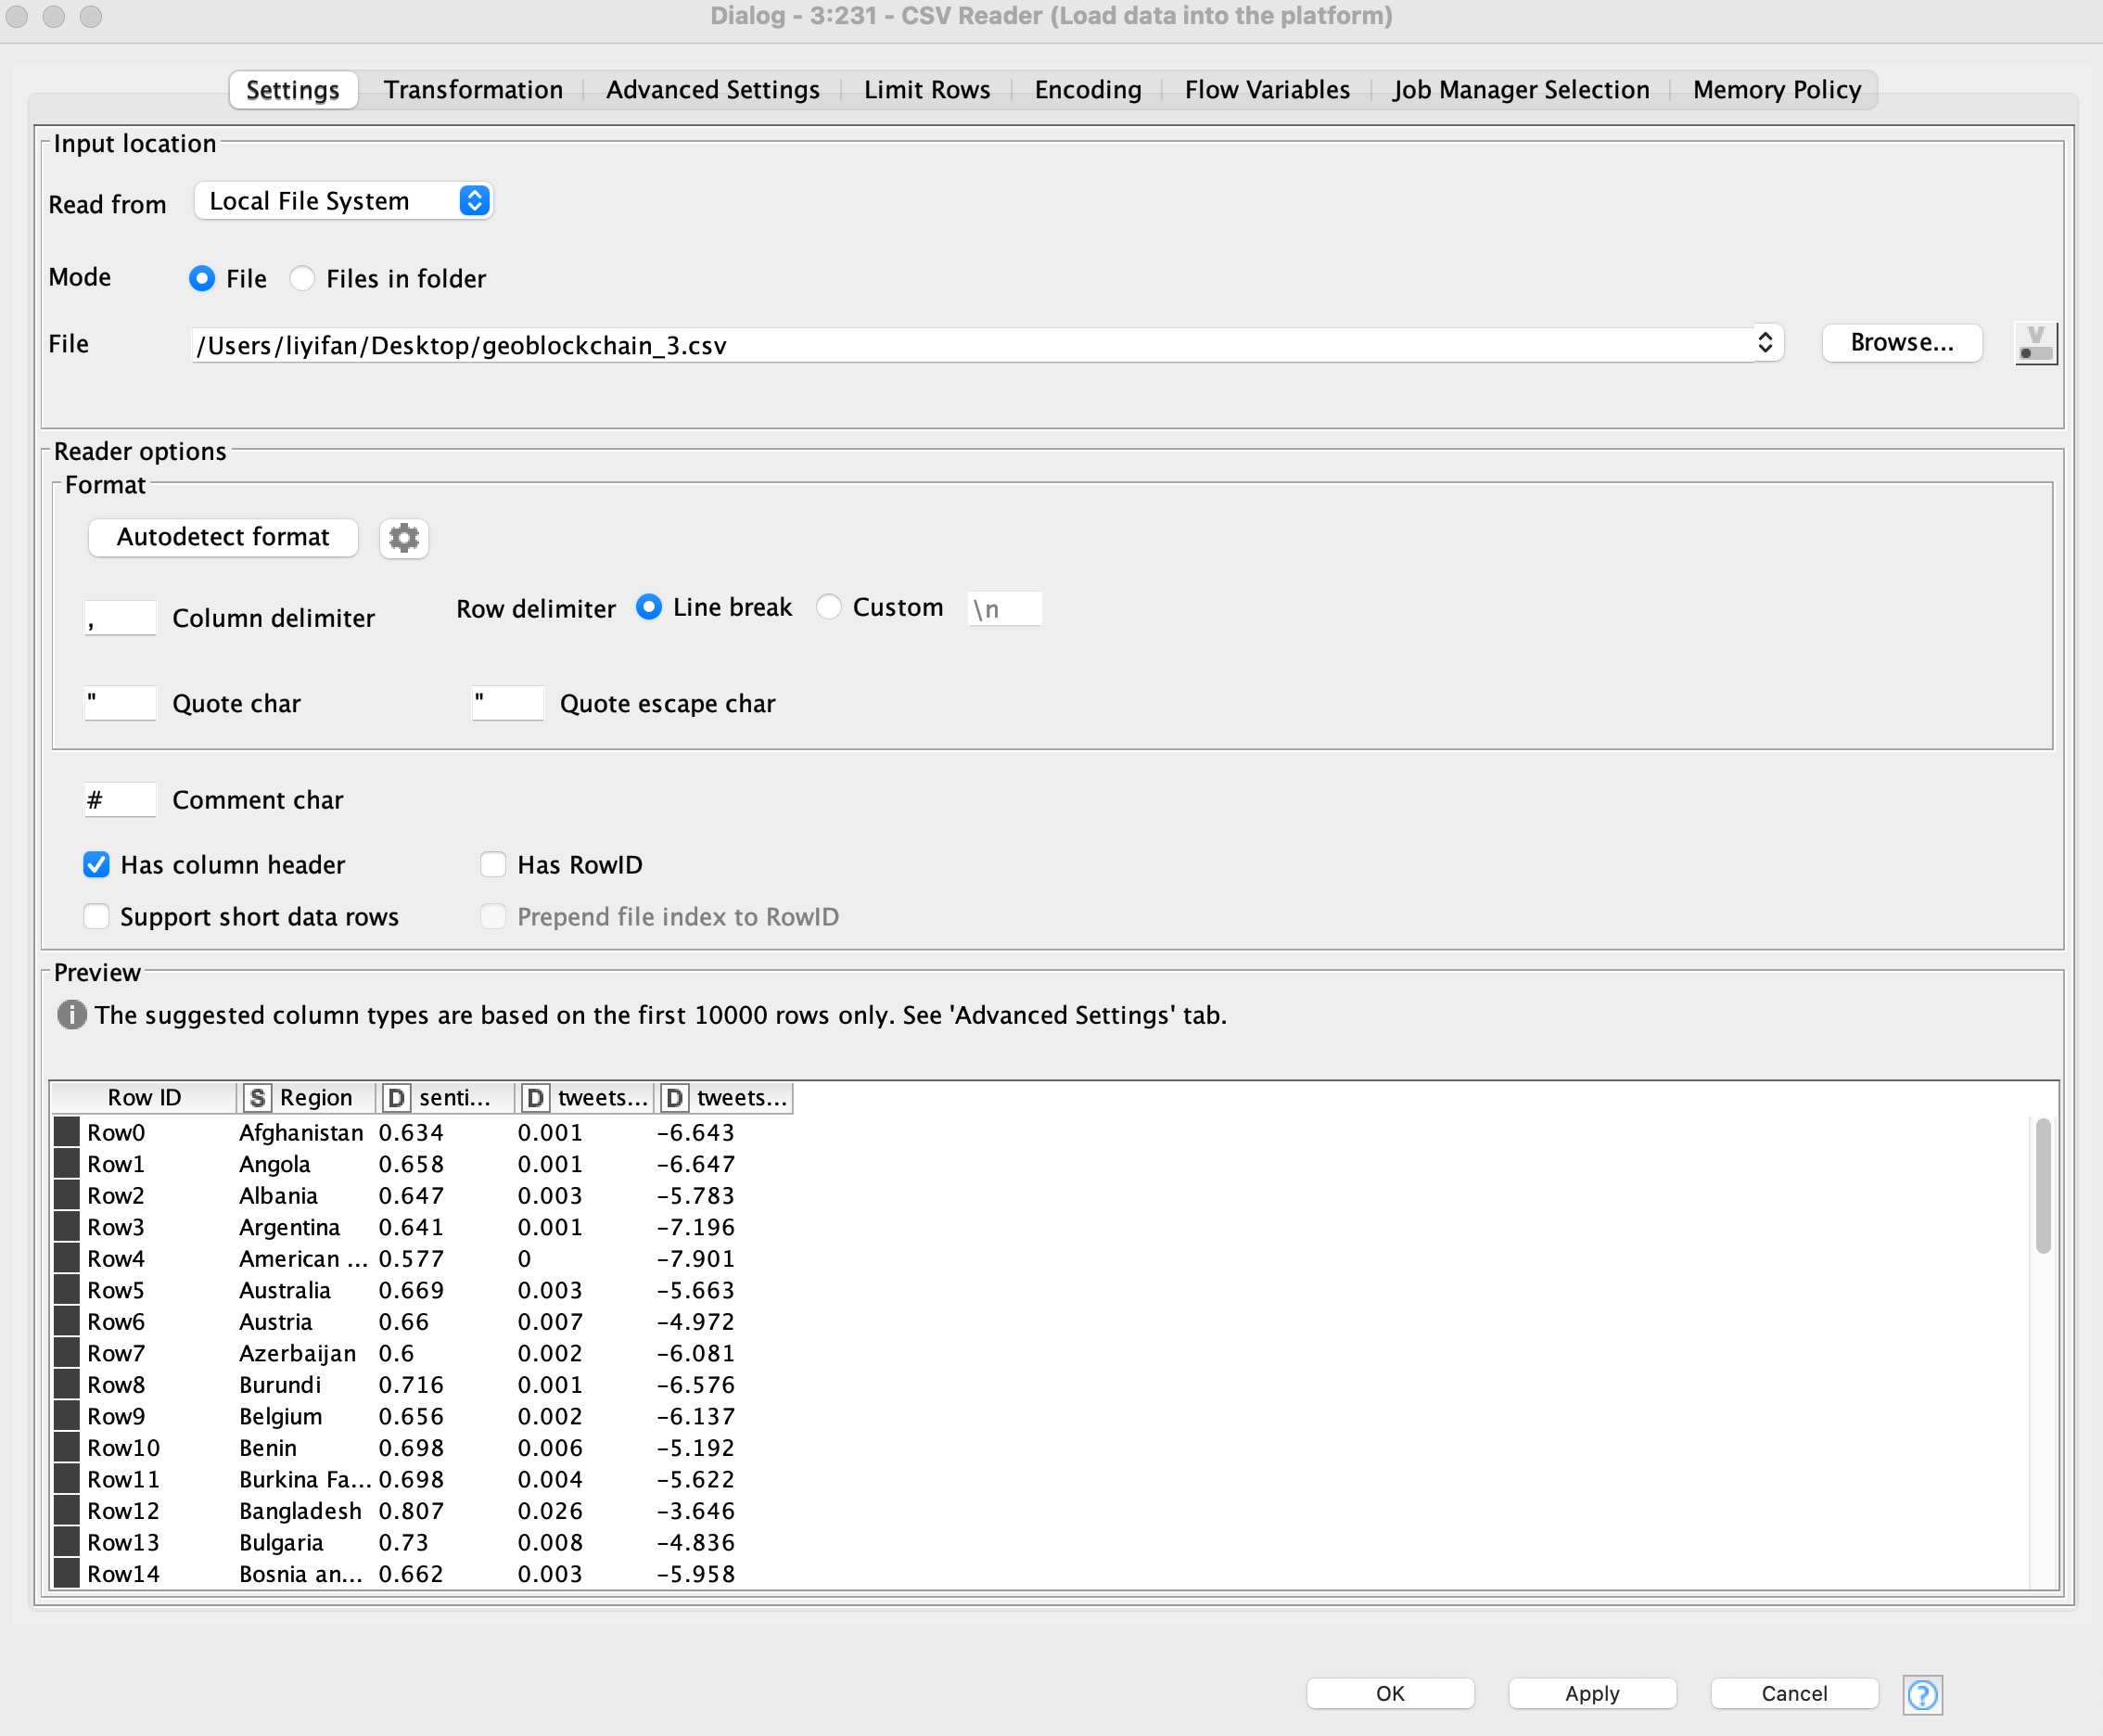 Dialog - 3:231 - CSV Reader (Load data into the platform)
Settings Transformation Advanced Settings Limit Rows Encoding Flow Variables Job Manager Selection Memory Policy
Input location
Read from Local File System
Mode File Files in folder
File /Users/liyifan/Desktop/geoblockchain_3.csv Browse... V
Reader options
Format
Autodetect format
, Column delimiter Row delimiter Line break Custom \n
" Quote char " Quote escape char
# Comment char
Has column header Has RowID
Support short data rows Prepend file index to RowID
Preview
i The suggested column types are based on the first 10000 rows only. See 'Advanced Settings' tab.
Row ID S Region D senti... D tweets... D tweets...
Row0 Afghanistan 0.634 0.001 -6.643
Row1 Angola 0.658 0.001 -6.647
Row2 Albania 0.647 0.003 -5.783
Row3 Argentina 0.641 0.001 -7.196
Row4 American ... 0.577 0 -7.901
Row5 Australia 0.669 0.003 -5.663
Row6 Austria 0.66 0.007 -4.972
Row7 Azerbaijan 0.6 0.002 -6.081
Row8 Burundi 0.716 0.001 -6.576
Row9 Belgium 0.656 0.002 -6.137
Row10 Benin 0.698 0.006 -5.192
Row11 Burkina Fa... 0.698 0.004 -5.622
Row12 Bangladesh 0.807 0.026 -3.646
Row13 Bulgaria 0.73 0.008 -4.836
Row14 Bosnia an... 0.662 0.003 -5.958
OK Apply Cancel ?